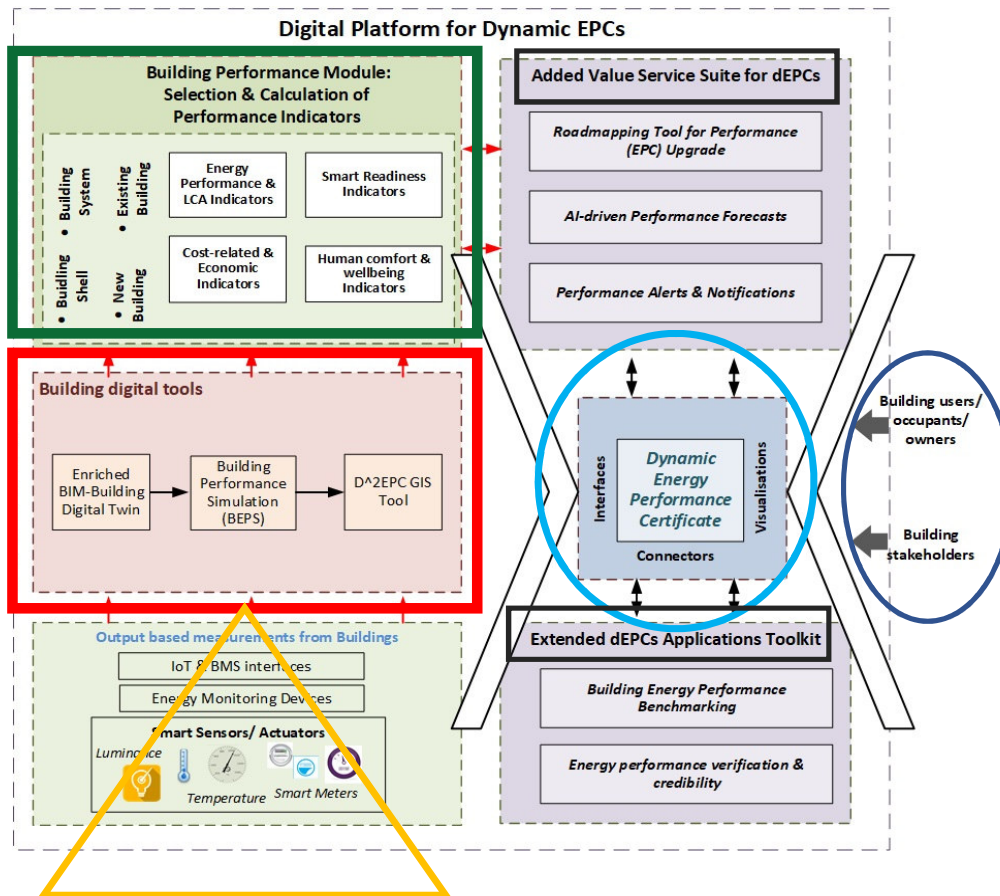 Digital Platform for Dynamic EPCs
Building Performance Module:
Selection & Calculation of
Performance Indicators
• Buidling
Shell
• Building
System
• New
Building
• Existing
Building
Energy
Performance &
LCA Indicators
Smart Readiness
Indicators
Cost-related &
Economic
Indicators
Human comfort &
wellbeing
Indicators
Added Value Service Suite for dEPCs
Roadmapping Tool for Performance
(EPC) Upgrade
AI-driven Performance Forecasts
Performance Alerts & Notifications
Building digital tools
Enriched
BIM-Building
Digital Twin
Building
Performance
Simulation
(BEPS)
D^2EPC GIS
Tool
Interfaces
Dynamic
Energy
Performance
Certificate
Visualisations
Connectors
Building users/
occupants/
owners
Building
stakeholders
Output based measurements from Buildings
IoT & BMS interfaces
Energy Monitoring Devices
Smart Sensors/ Actuators
Luminance
Temperature
Smart Meters
Extended dEPCs Applications Toolkit
Building Energy Performance
Benchmarking
Energy performance verification &
credibility